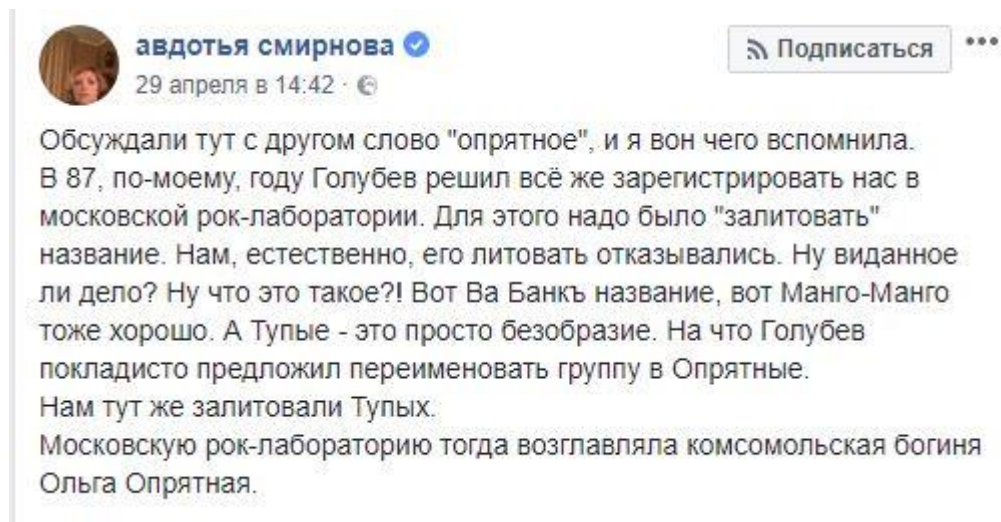 авдотья смирнова
Подписаться
29 апреля в 14:42 ·
Обсуждали тут с другом слово "опрятное", и я вон чего вспомнила.
В 87, по-моему, году Голубев решил всё же зарегистрировать нас в
московской рок-лаборатории. Для этого надо было "залитовать"
название. Нам, естественно, его литовать отказывались. Ну виданное
ли дело? Ну что это такое?! Вот Ва Банкъ название, вот Манго-Манго
тоже хорошо. А Тупые - это просто безобразие. На что Голубев
покладисто предложил переименовать группу в Опрятные.
Нам тут же залитовали Тупых.
Московскую рок-лабораторию тогда возглавляла комсомольская богиня
Ольга Опрятная.